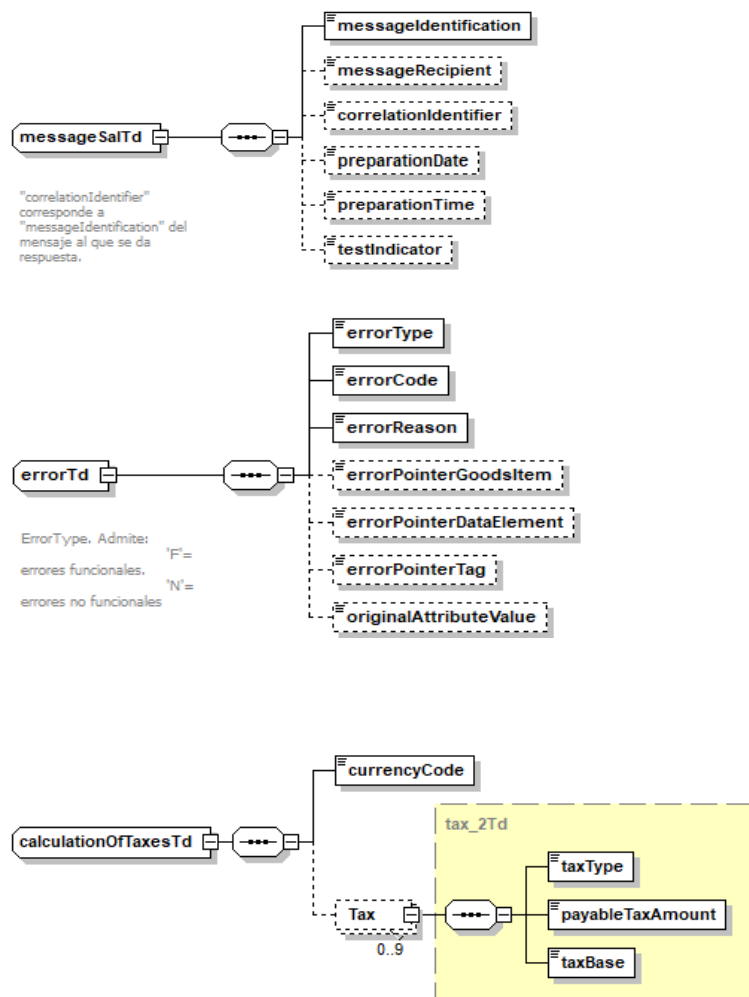 messageIdentification
messageRecipient
correlationIdentifier
messageSalTd
preparationDate
preparationTime
testIndicator
"correlationIdentifier"
corresponde a
"messageIdentification" del
mensaje al que se da
respuesta.
errorType
errorCode
errorReason
errorTd
errorPointerGoodsItem
errorPointerDataElement
errorPointerTag
originalAttributeValue
ErrorType. Admite:
'F'=
errores funcionales.
'N'=
errores no funcionales
currencyCode
calculationOfTaxesTd
tax_2Td
taxType
Tax
payableTaxAmount
taxBase
0..9